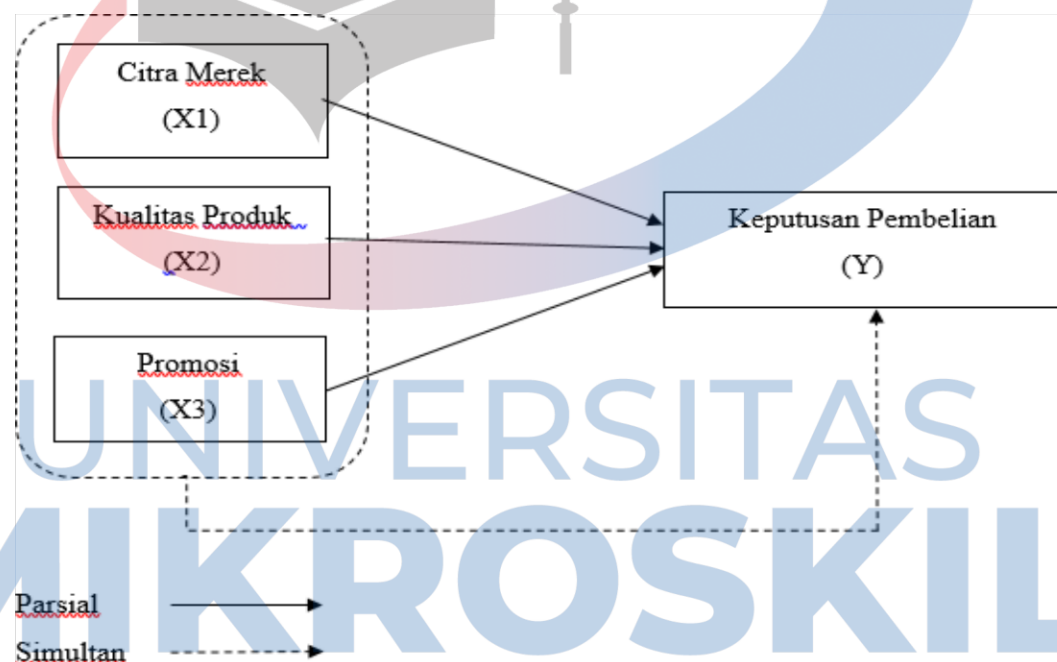 Citra Merek
(X1)
Kualitas Produk
(X2)
Promosi
(X3)
Keputusan Pembelian
(Y)
Parsial
Simultan
UNIVERSITAS
MIKROSKIL